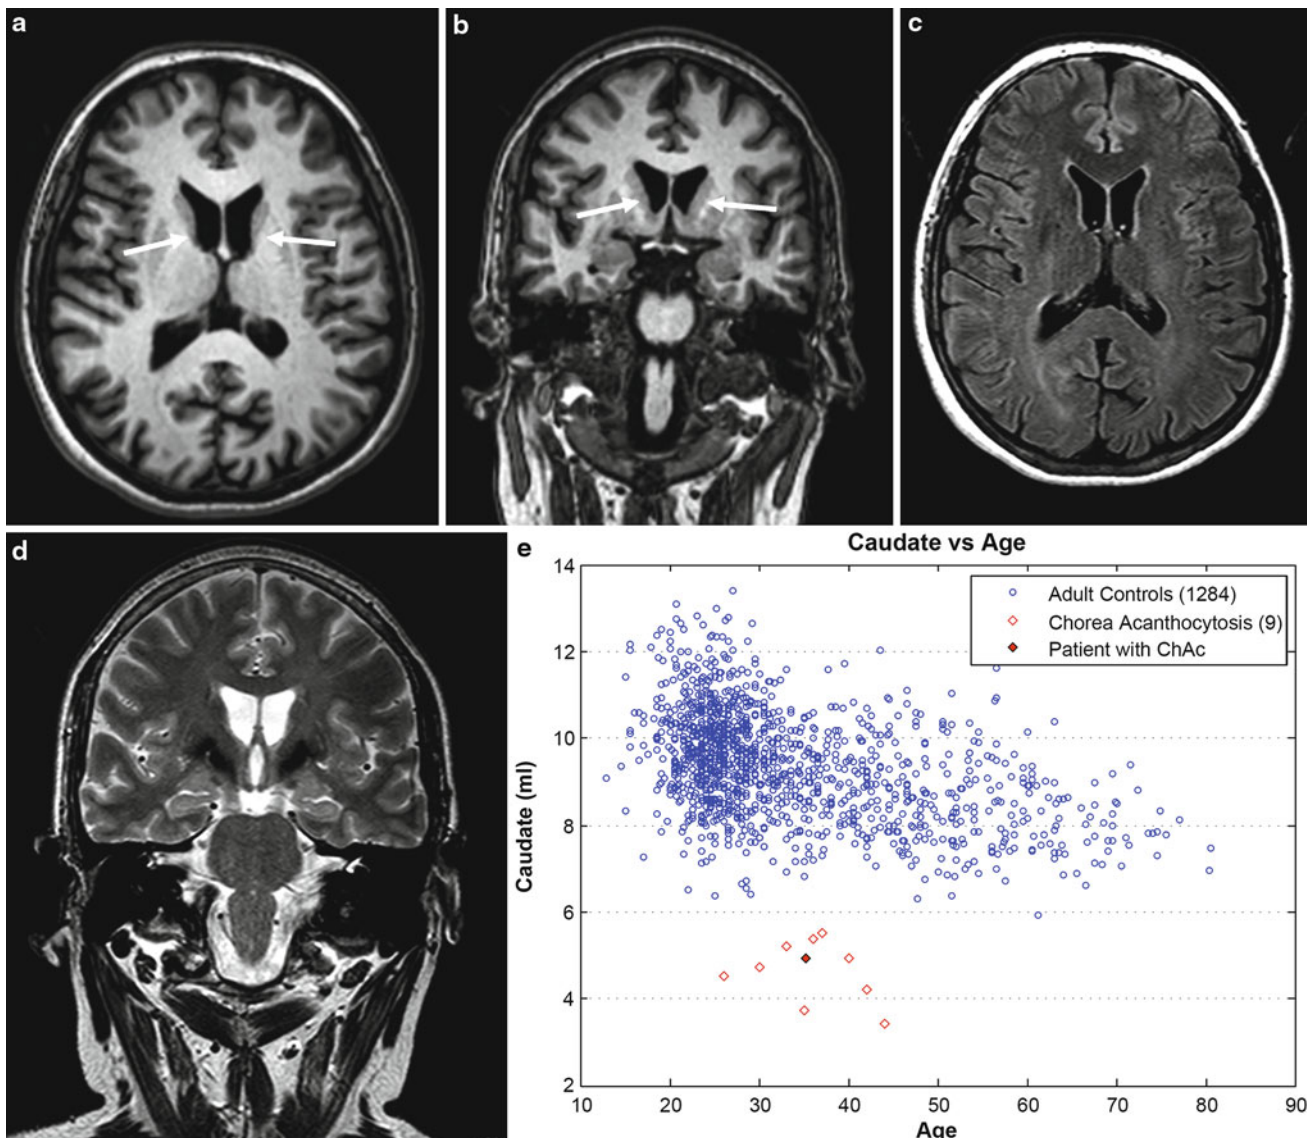 a
b
c
d
e
Caudate vs Age
14
12
10
8
6
4
2
Caudate (ml)
Adult Controls (1284)
Chorea Acanthocytosis (9)
Patient with ChAc
10 20 30 40 50 60 70 80 90
Age